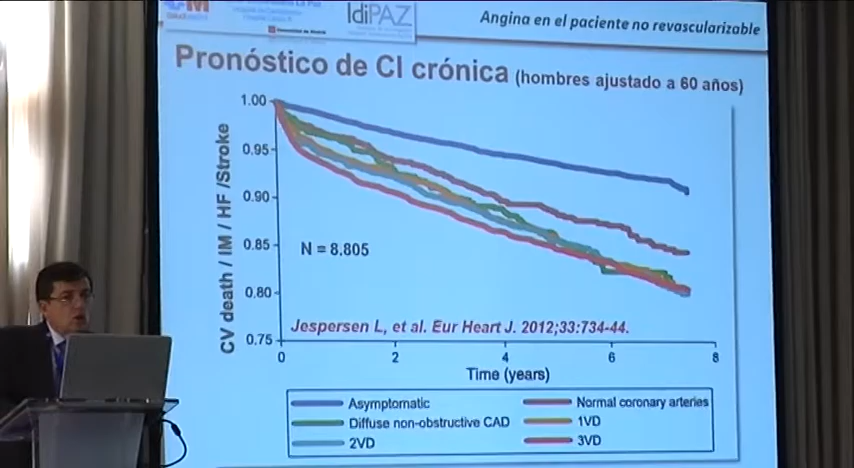 IdiPAZ
Angina en el paciente no revascularizable
Pronóstico de CI crónica (hombres ajustado a 60 años)
CV death / IM / HF /Stroke
1.00
0.95
0.90
0.85
0.80
0.75
N = 8.805
Jespersen L, et al. Eur Heart J. 2012;33:734-44.
0 2 4 6 8
Time (years)
Asymptomatic Normal coronary arteries
Diffuse non-obstructive CAD 1VD
2VD 3VD